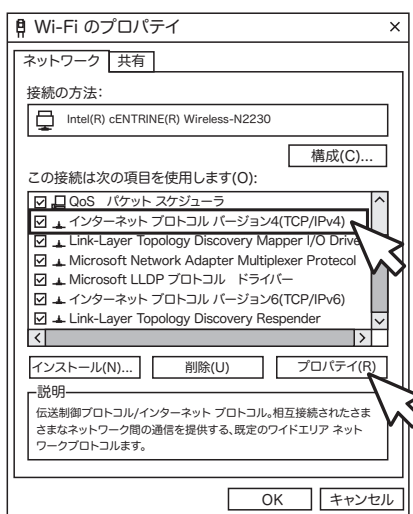 Wi-Fi のプロパテイ
ネットワーク 共有
接続の方法:
Intel(R) cENTRINE(R) Wireless-N2230
構成(C)...
この接続は次の項目を使用します(O):
QoS パケット スケジューラ
インターネット プロトコル バージョン4(TCP/IPv4)
Link-Layer Topology Discovery Mapper I/O Drive
Microsoft Network Adapter Multiplexer Protecol
Microsoft LLDP プロトコル ドライバー
インターネット プロトコル バージョン6(TCP/IPv6)
Link-Layer Topology Discovery Respender
インストール(N)... 削除(U) プロパテイ(R)
説明
伝送制御プロトコル/インターネット プロトコル。相互接続されたさま
さまなネットワーク間の通信を提供する、既定のワイドエリア ネット
ワークプロトコルます。
OK キャンセル